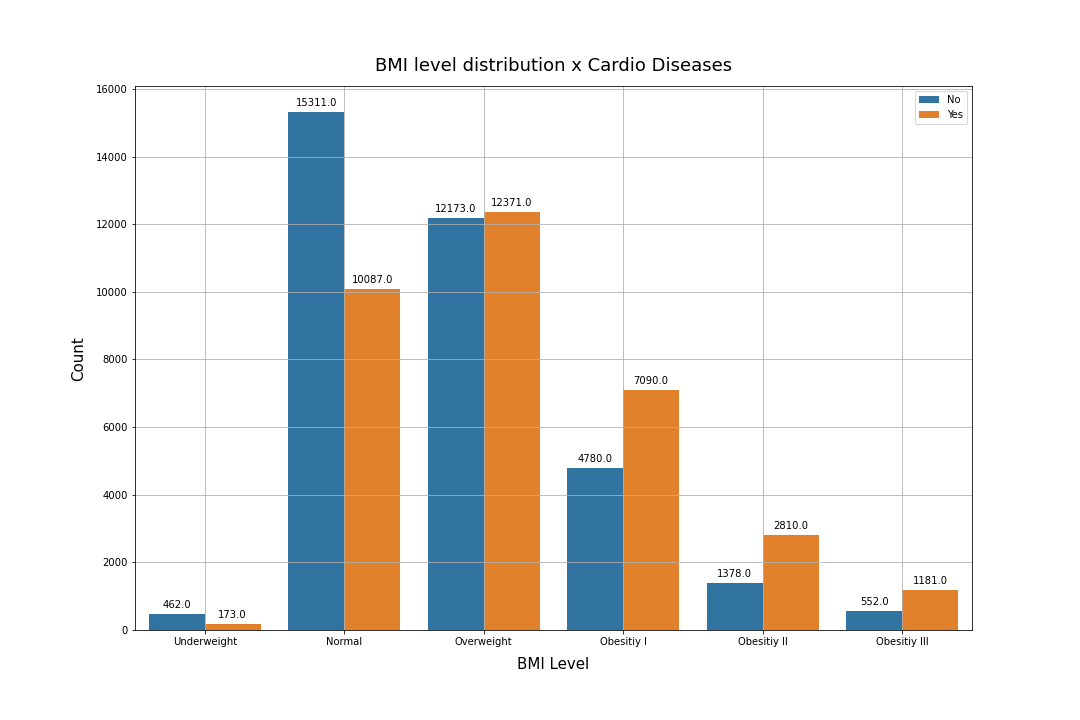 BMI level distribution x Cardio Diseases
No
Yes
16000
14000
12000
10000
8000
6000
4000
2000
0
Count
462.0
173.0
15311.0
10087.0
12173.0
12371.0
4780.0
7090.0
1378.0
2810.0
552.0
1181.0
Underweight
Normal
Overweight
Obesitiy I
Obesitiy II
Obesitiy III
BMI Level